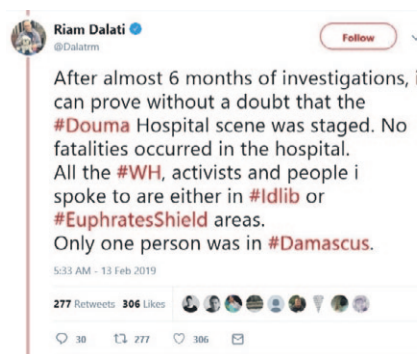 Riam Dalati
@Dalatrm
Follow
After almost 6 months of investigations, i
can prove without a doubt that the
#Douma Hospital scene was staged. No
fatalities occurred in the hospital.
All the #WH, activists and people i
spoke to are either in #Idlib or
#EuphratesShield areas.
Only one person was in #Damascus.
5:33 AM - 13 Feb 2019
277 Retweets 306 Likes
30 277 306